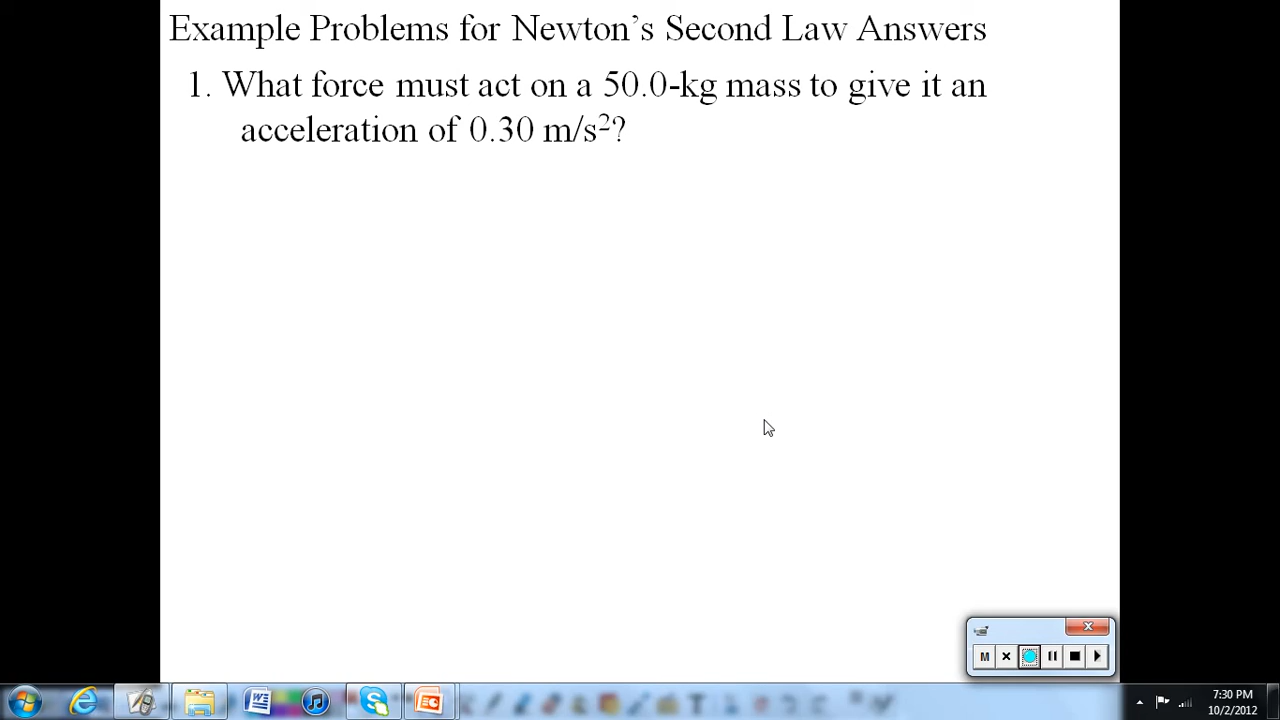 Example Problems for Newton’s Second Law Answers
1. What force must act on a 50.0-kg mass to give it an
acceleration of 0.30 m/s²?
M
7:30 PM
10/2/2012